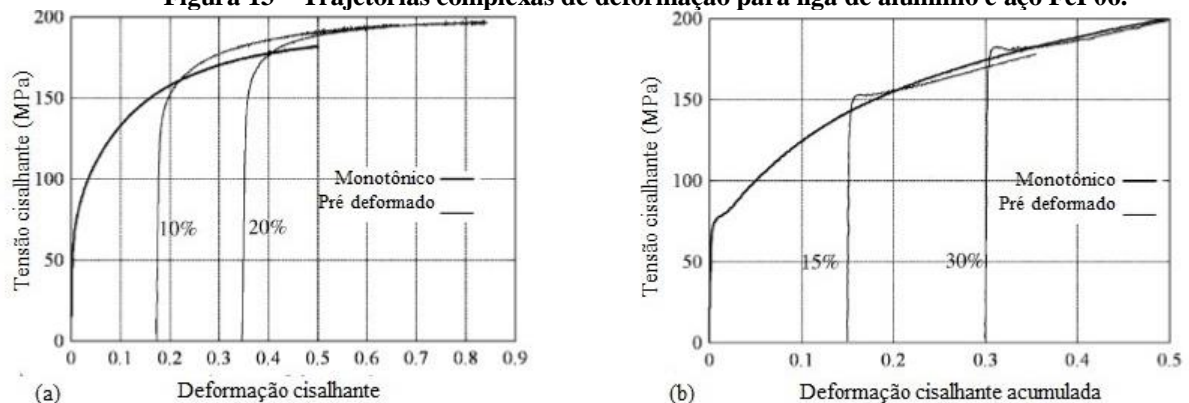 Figura 15 – Trajetórias complexas de deformação para liga de alumínio e aço FeP06.
200
150
100
50
0
Tensão cisalhante (MPa)
Monotônico
Pré deformado
10%
20%
0 0.1 0.2 0.3 0.4 0.5 0.6 0.7 0.8 0.9
(a) Deformação cisalhante
200
150
100
50
0
Tensão cisalhante (MPa)
Monotônico
Pré deformado
15%
30%
0 0.1 0.2 0.3 0.4 0.5
(b) Deformação cisalhante acumulada